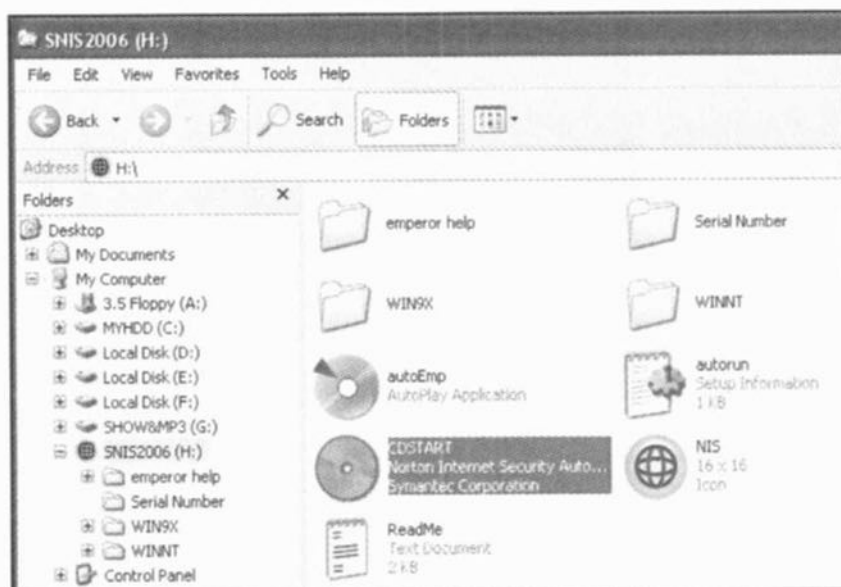 SNIS2006 (H:)
File Edit View Favorites Tools Help
Back Search Folders
Address H:\
Folders
Desktop
My Documents
My Computer
3.5 Floppy (A:)
MYHDD (C:)
Local Disk (D:)
Local Disk (E:)
Local Disk (F:)
SHOW&MP3 (G:)
SNIS2006 (H:)
emperor help
Serial Number
WIN9X
WINNT
Control Panel
emperor help
Serial Number
WIN9X
WINNT
autoEmp
AutoPlay Application
autorun
Setup Information
1 KB
CDSTART
Norton Internet Security Auto...
Symantec Corporation
NIS
16 x 16
Icon
ReadMe
Text Document
2 KB